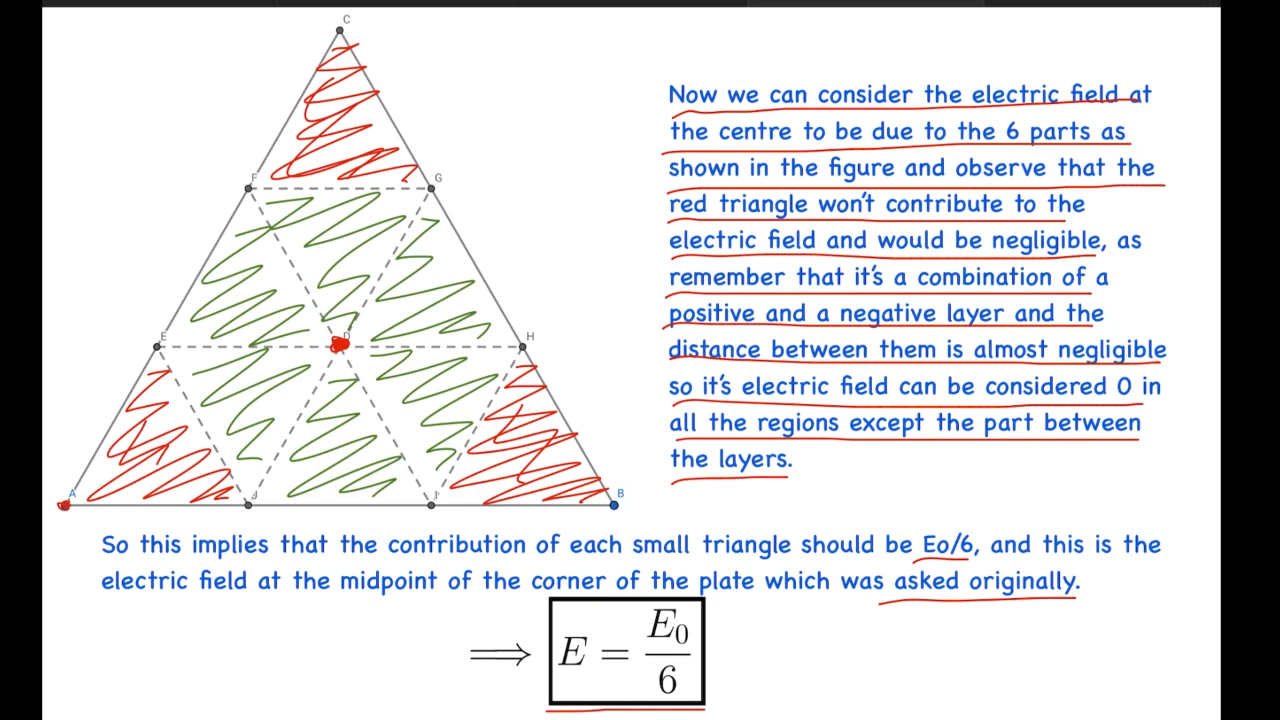 C
Now we can consider the electric field at
the centre to be due to the 6 parts as
shown in the figure and observe that the
red triangle won't contribute to the
electric field and would be negligible, as
remember that it's a combination of a
positive and a negative layer and the
distance between them is almost negligible
so it's electric field can be considered 0 in
all the regions except the part between
the layers.
F G
E D H
A J I B
So this implies that the contribution of each small triangle should be Eo/6, and this is the
electric field at the midpoint of the corner of the plate which was asked originally.
⟹ E = E₀/6